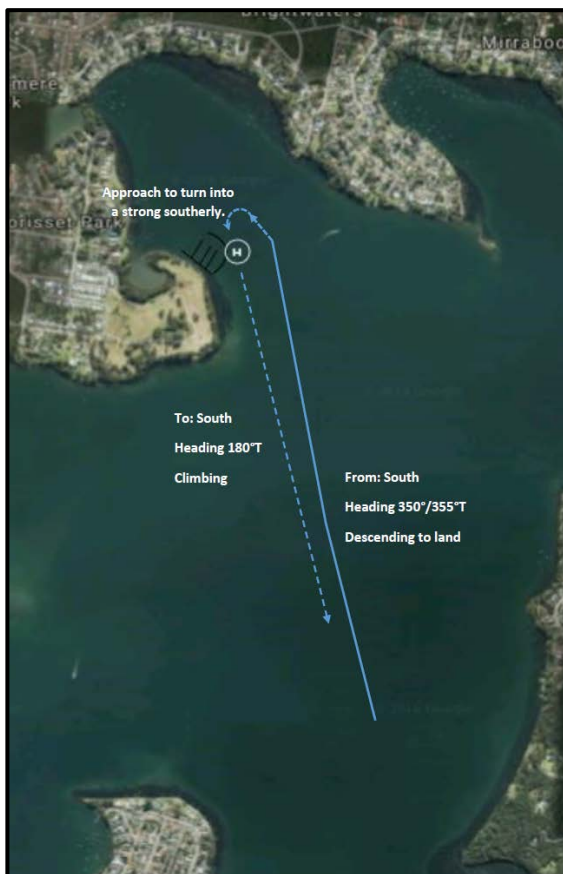 Brightwaters
Mirraboo
mere
k
Approach to turn into
a strong southerly.
orisset Park
H
To: South
Heading 180°T
Climbing
From: South
Heading 350°/355°T
Descending to land